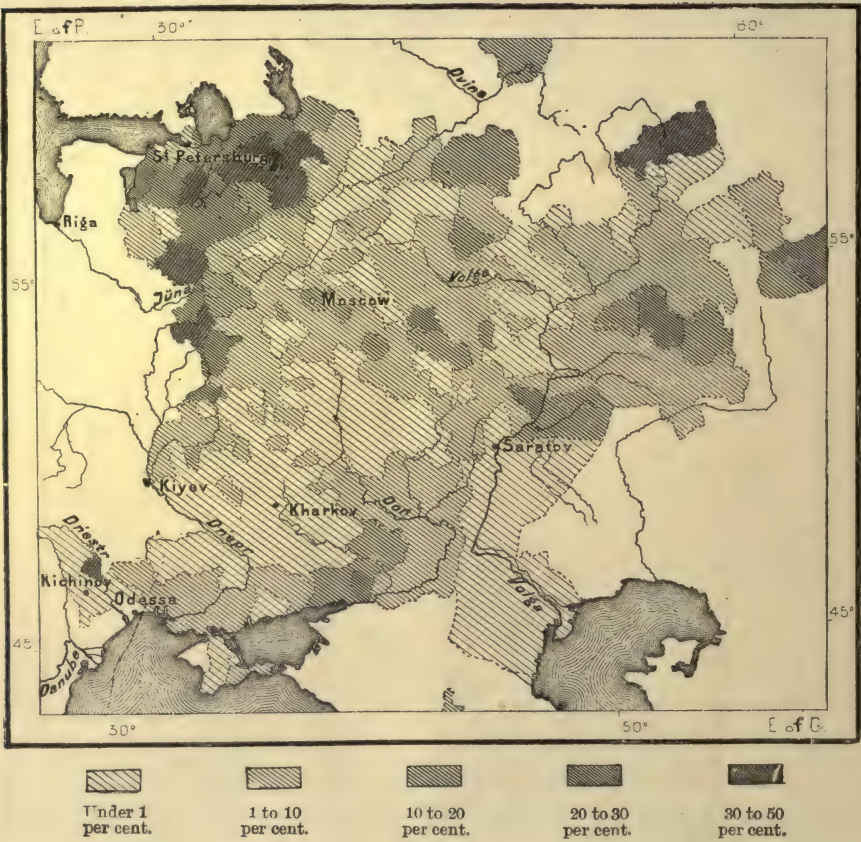 E of P.
30°
60°
Dvina
St Petersburg
Riga
55°
55°
Volga
Düna
Moscow
Saratov
Kiyev
Kharkov
Don
Dniestr
Dnepr
Kichinov
Odessa
Volga
45°
45°
Danube
30°
50°
E of G.
Under 1
per cent.
1 to 10
per cent.
10 to 20
per cent.
20 to 30
per cent.
30 to 50
per cent.